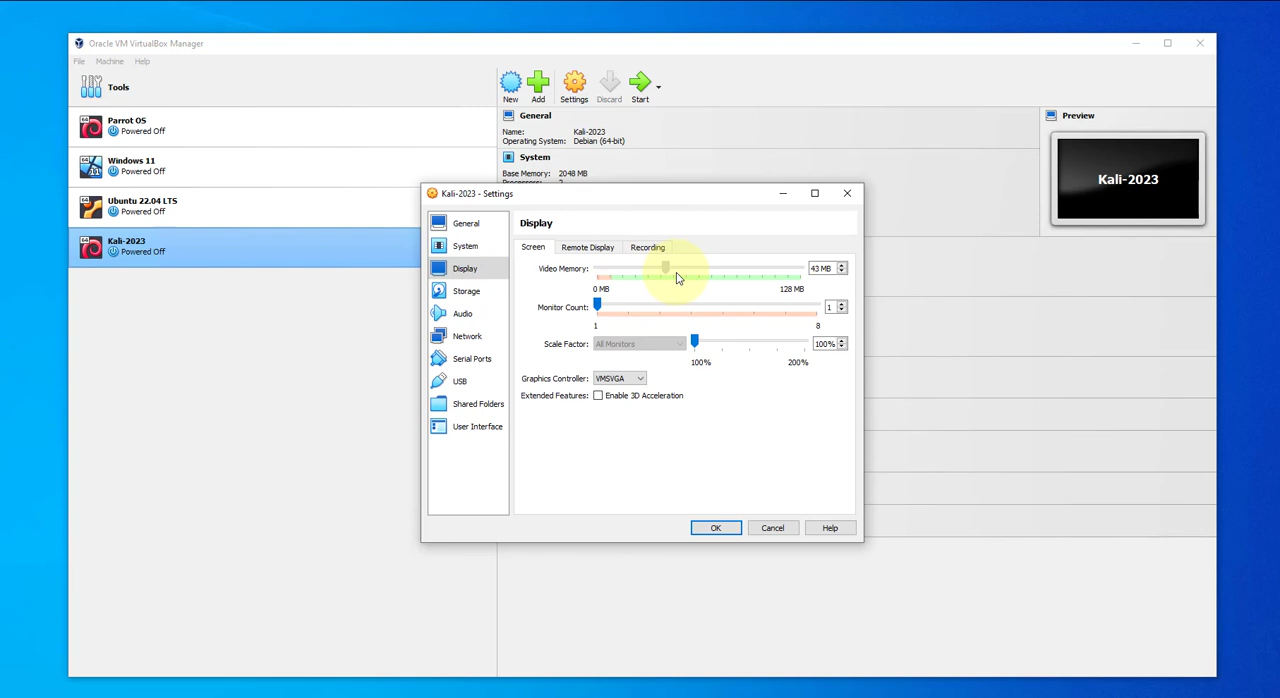 Oracle VM VirtualBox Manager
File Machine Help
Tools
New Add Settings Discard Start
Parrot OS
Powered Off
Windows 11
Powered Off
Ubuntu 22.04 LTS
Powered Off
Kali-2023
Powered Off
General
Name: Kali-2023
Operating System: Debian (64-bit)
System
Base Memory: 2048 MB
Preview
Kali-2023
Kali-2023 - Settings
General
System
Display
Storage
Audio
Network
Serial Ports
USB
Shared Folders
User Interface
Display
Screen Remote Display Recording
Video Memory: 43 MB
0 MB 128 MB
Monitor Count: 1
1 8
Scale Factor: All Monitors 100%
100% 200%
Graphics Controller: VMSVGA
Extended Features: Enable 3D Acceleration
OK Cancel Help